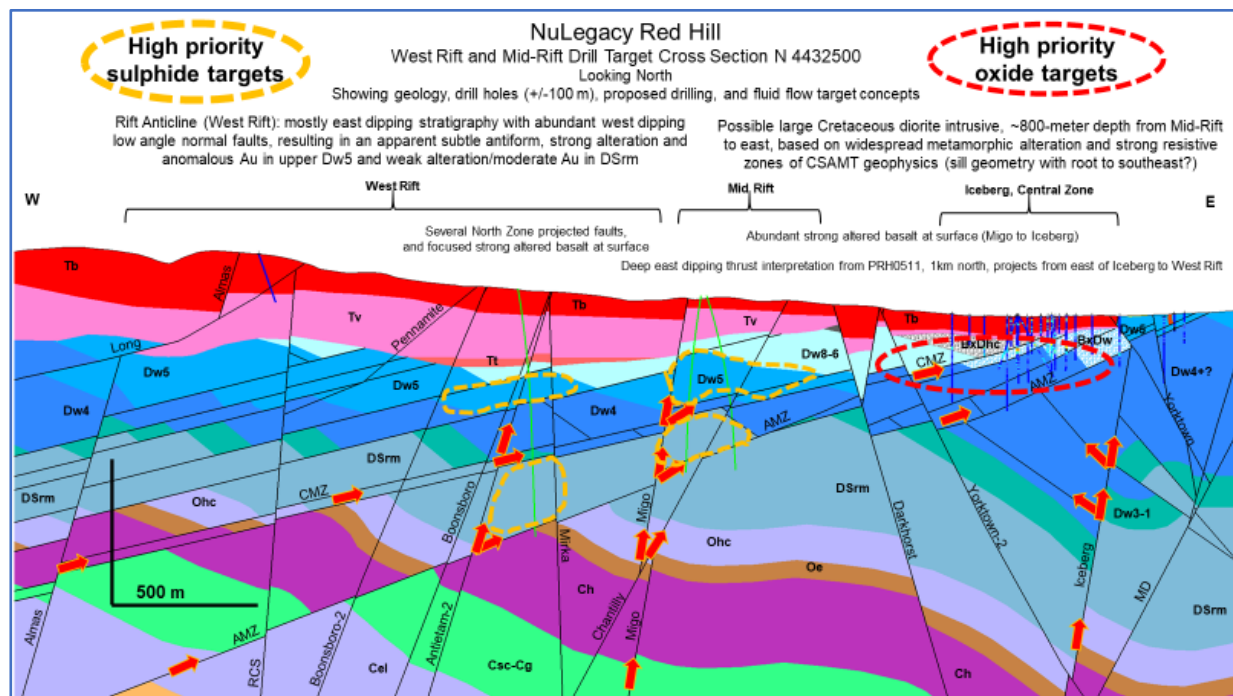 High priority
sulphide targets
NuLegacy Red Hill
West Rift and Mid-Rift Drill Target Cross Section N 4432500
Looking North
Showing geology, drill holes (+/-100 m), proposed drilling, and fluid flow target concepts
High priority
oxide targets
Rift Anticline (West Rift): mostly east dipping stratigraphy with abundant west dipping
low angle normal faults, resulting in an apparent subtle antiform, strong alteration and
anomalous Au in upper Dw5 and weak alteration/moderate Au in DSrm
Possible large Cretaceous diorite intrusive, ~800-meter depth from Mid-Rift
to east, based on widespread metamorphic alteration and strong resistive
zones of CSAMT geophysics (sill geometry with root to southeast?)
W
West Rift
Mid Rift
Iceberg, Central Zone
E
Several North Zone projected faults,
and focused strong altered basalt at surface
Abundant strong altered basalt at surface (Migo to Iceberg)
Deep east dipping thrust interpretation from PRH0511, 1km north, projects from east of Iceberg to West Rift
Tb
Almas
Tv
Pennamite
Tb
Tv
Tb
Long
Tt
Dw8-6
CMZ
BxDhc
BxDw
Dw6
Dw5
Dw5
Dw5
Dw4
Dw4
AMZ
AMZ
Dw4+?
Yorktown
DSrm
Ohc
CMZ
Boonsboro
Mirka
Migo
DSrm
Darkhorst
Yorktown-2
Iceberg
Dw3-1
MD
DSrm
500 m
Almas
AMZ
RCS
Boonsboro-2
Antietam-2
Cel
Csc-Cg
Ch
Chantilly
Migo
Ohc
Oe
Ch